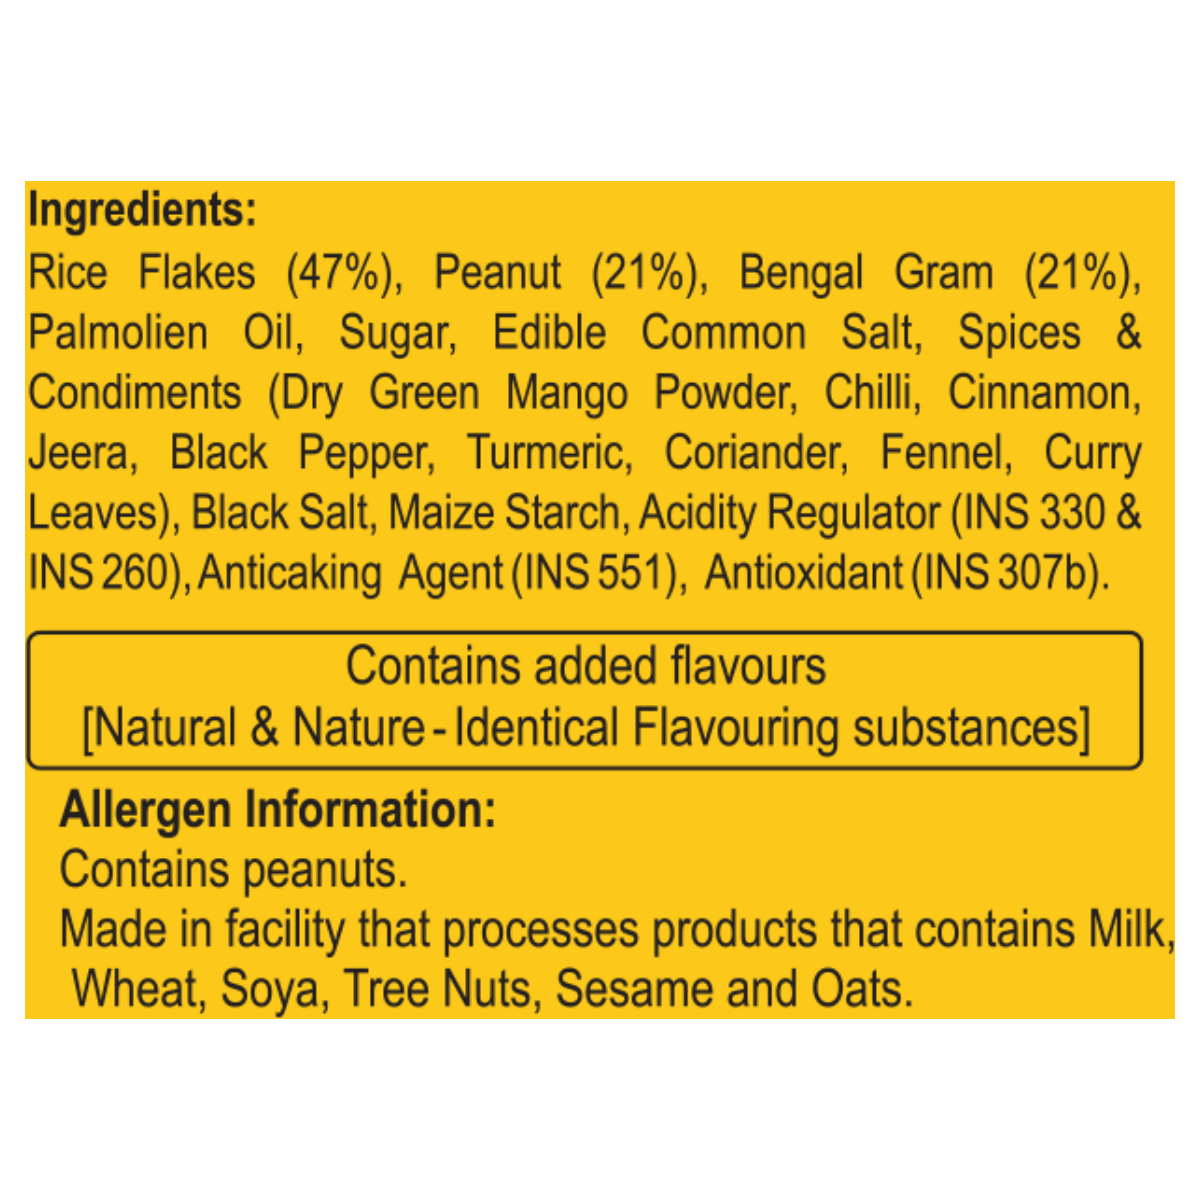 Ingredients:
Rice Flakes (47%), Peanut (21%), Bengal Gram (21%),
Palmolien Oil, Sugar, Edible Common Salt, Spices &
Condiments (Dry Green Mango Powder, Chilli, Cinnamon,
Jeera, Black Pepper, Turmeric, Coriander, Fennel, Curry
Leaves), Black Salt, Maize Starch, Acidity Regulator (INS 330 &
INS 260), Anticaking Agent (INS 551), Antioxidant (INS 307b).
Contains added flavours
[Natural & Nature-Identical Flavouring substances]
Allergen Information:
Contains peanuts.
Made in facility that processes products that contains Milk,
Wheat, Soya, Tree Nuts, Sesame and Oats.